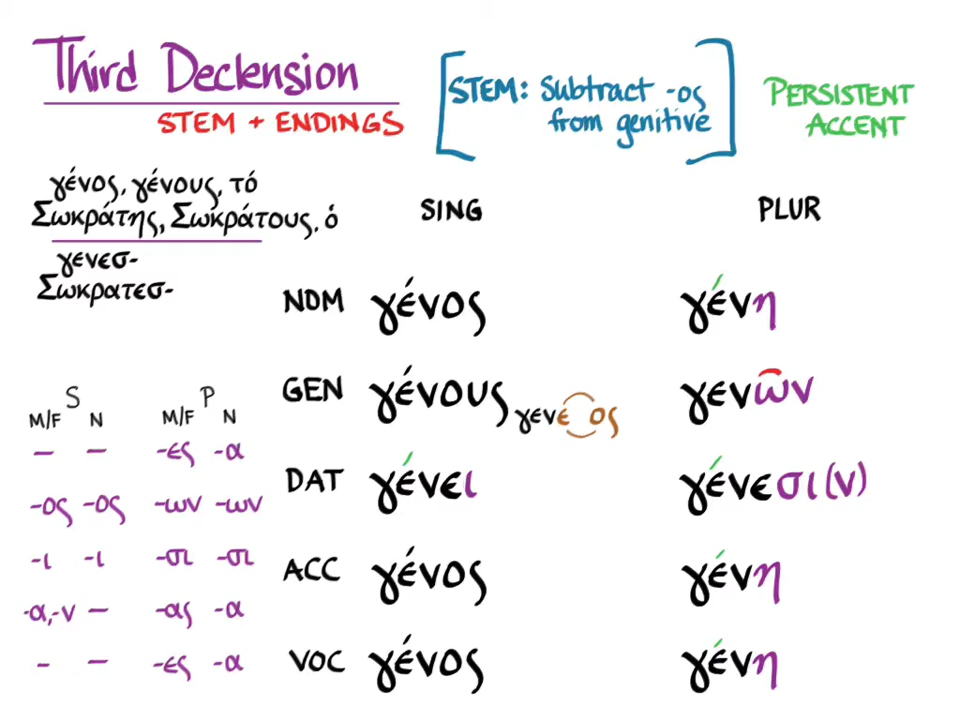 Third Declension
STEM + ENDINGS
[STEM: Subtract -ος
from genitive]
PERSISTENT
ACCENT
γένος, γένους, τό
Σωκράτης, Σωκράτους, ὁ
γενεσ-
Σωκρατεσ-
SING PLUR
NOM γένος γένη
GEN γένους γενέ ος γενῶν
DAT γένει γένεσι(ν)
ACC γένος γένη
VOC γένος γένη
S P
M/F N M/F N
– – -ες -α
-ος -ος -ων -ων
-ι -ι -σι -σι
-α,-ν – -ας -α
- – -ες -α